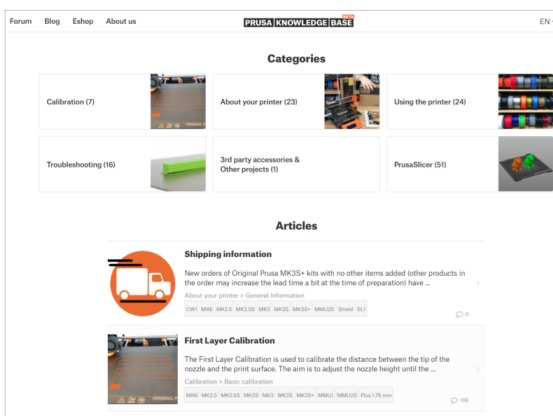 Forum Blog Eshop About us PRUSA KNOWLEDGE BASE BETA EN
Categories
Calibration (7) About your printer (23) Using the printer (24)
Troubleshooting (16) 3rd party accessories & PrusaSlicer (51)
Other projects (1)
Articles
Shipping information
New orders of Original Prusa MK3S+ kits with no other items added (other products in
the order may increase the lead time a bit at the time of preparation) have ...
About your printer > General Information
CW1 MINI MK2.5 MK2.5S MK3 MK3S MK3S+ MMU2S Shield SL1
0
First Layer Calibration
The First Layer Calibration is used to calibrate the distance between the tip of the
nozzle and the print surface. The aim is to adjust the nozzle height until the ...
Calibration > Basic calibration
MINI MK2.5 MK2.5S MK2S MK3 MK3S MK3S+ MMU1 MMU2S Plus 1.75 mm